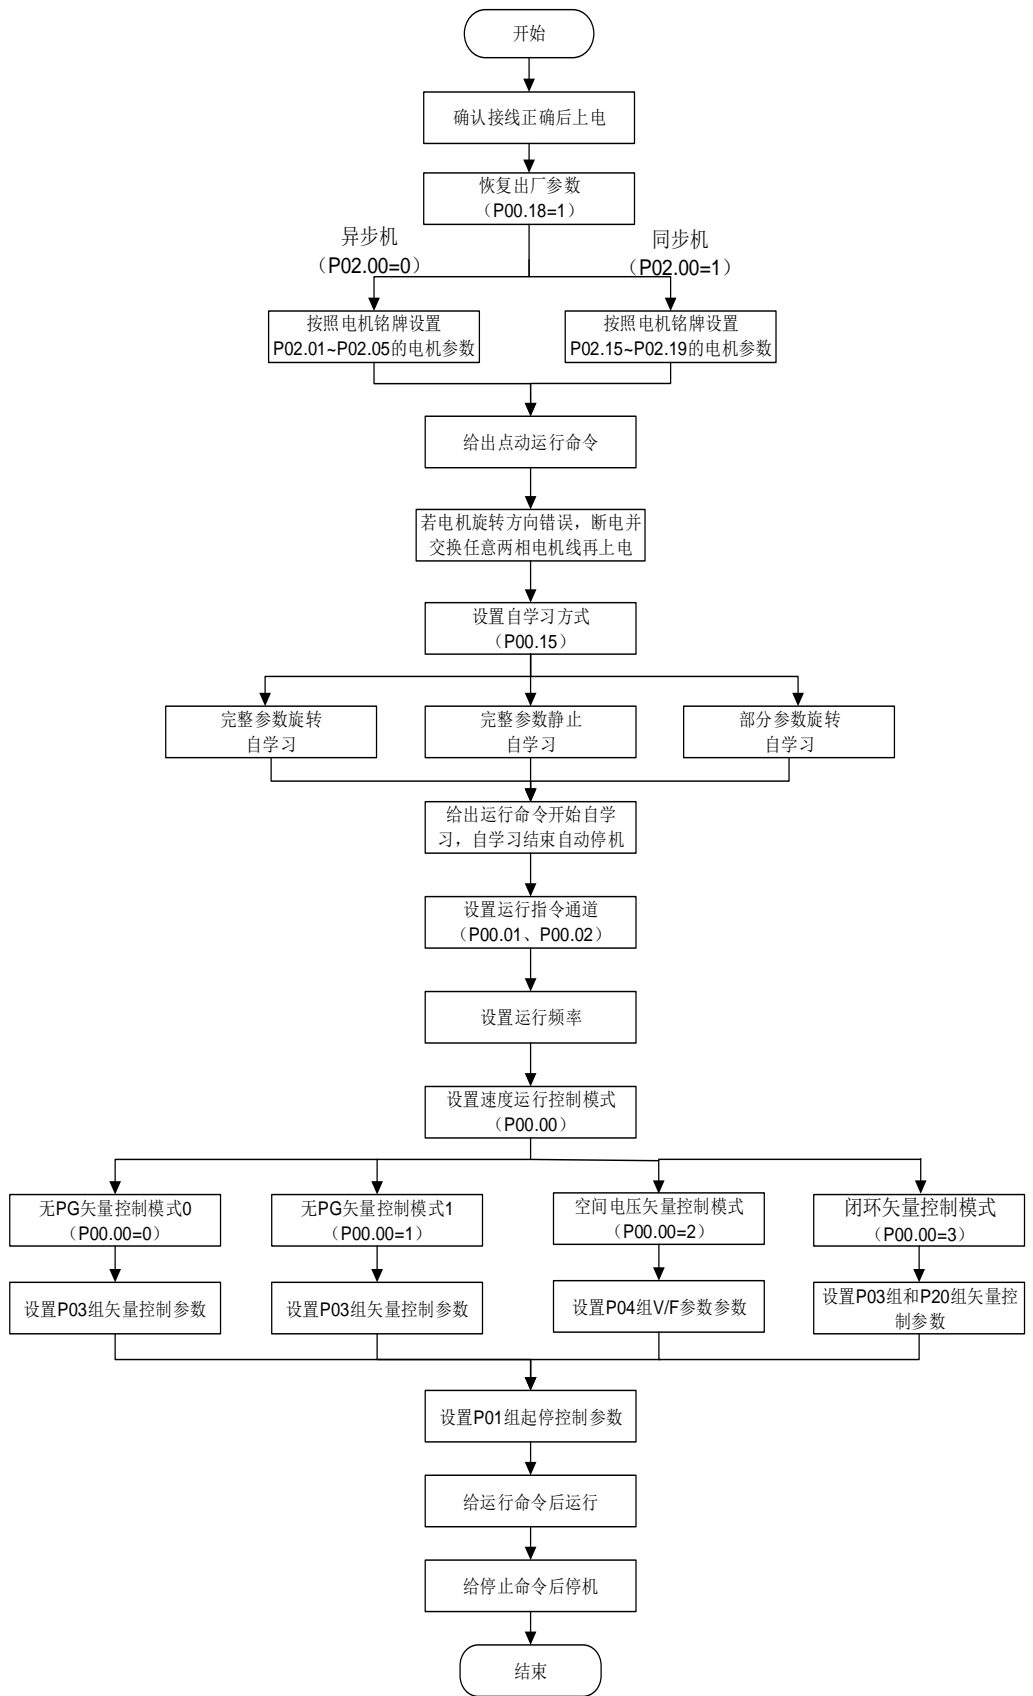 开始
确认接线正确后上电
恢复出厂参数
（P00.18=1）
异步机
（P02.00=0）
同步机
（P02.00=1）
按照电机铭牌设置
P02.01~P02.05的电机参数
按照电机铭牌设置
P02.15~P02.19的电机参数
给出点动运行命令
若电机旋转方向错误，断电并
交换任意两相电机线再上电
设置自学习方式
（P00.15）
完整参数旋转
自学习
完整参数静止
自学习
部分参数旋转
自学习
给出运行命令开始自学
习，自学习结束自动停机
设置运行指令通道
（P00.01、P00.02）
设置运行频率
设置速度运行控制模式
（P00.00）
无PG矢量控制模式0
（P00.00=0）
无PG矢量控制模式1
（P00.00=1）
空间电压矢量控制模式
（P00.00=2）
闭环矢量控制模式
（P00.00=3）
设置P03组矢量控制参数
设置P03组矢量控制参数
设置P04组V/F参数参数
设置P03组和P20组矢量控
制参数
设置P01组起停控制参数
给运行命令后运行
给停止命令后停机
结束